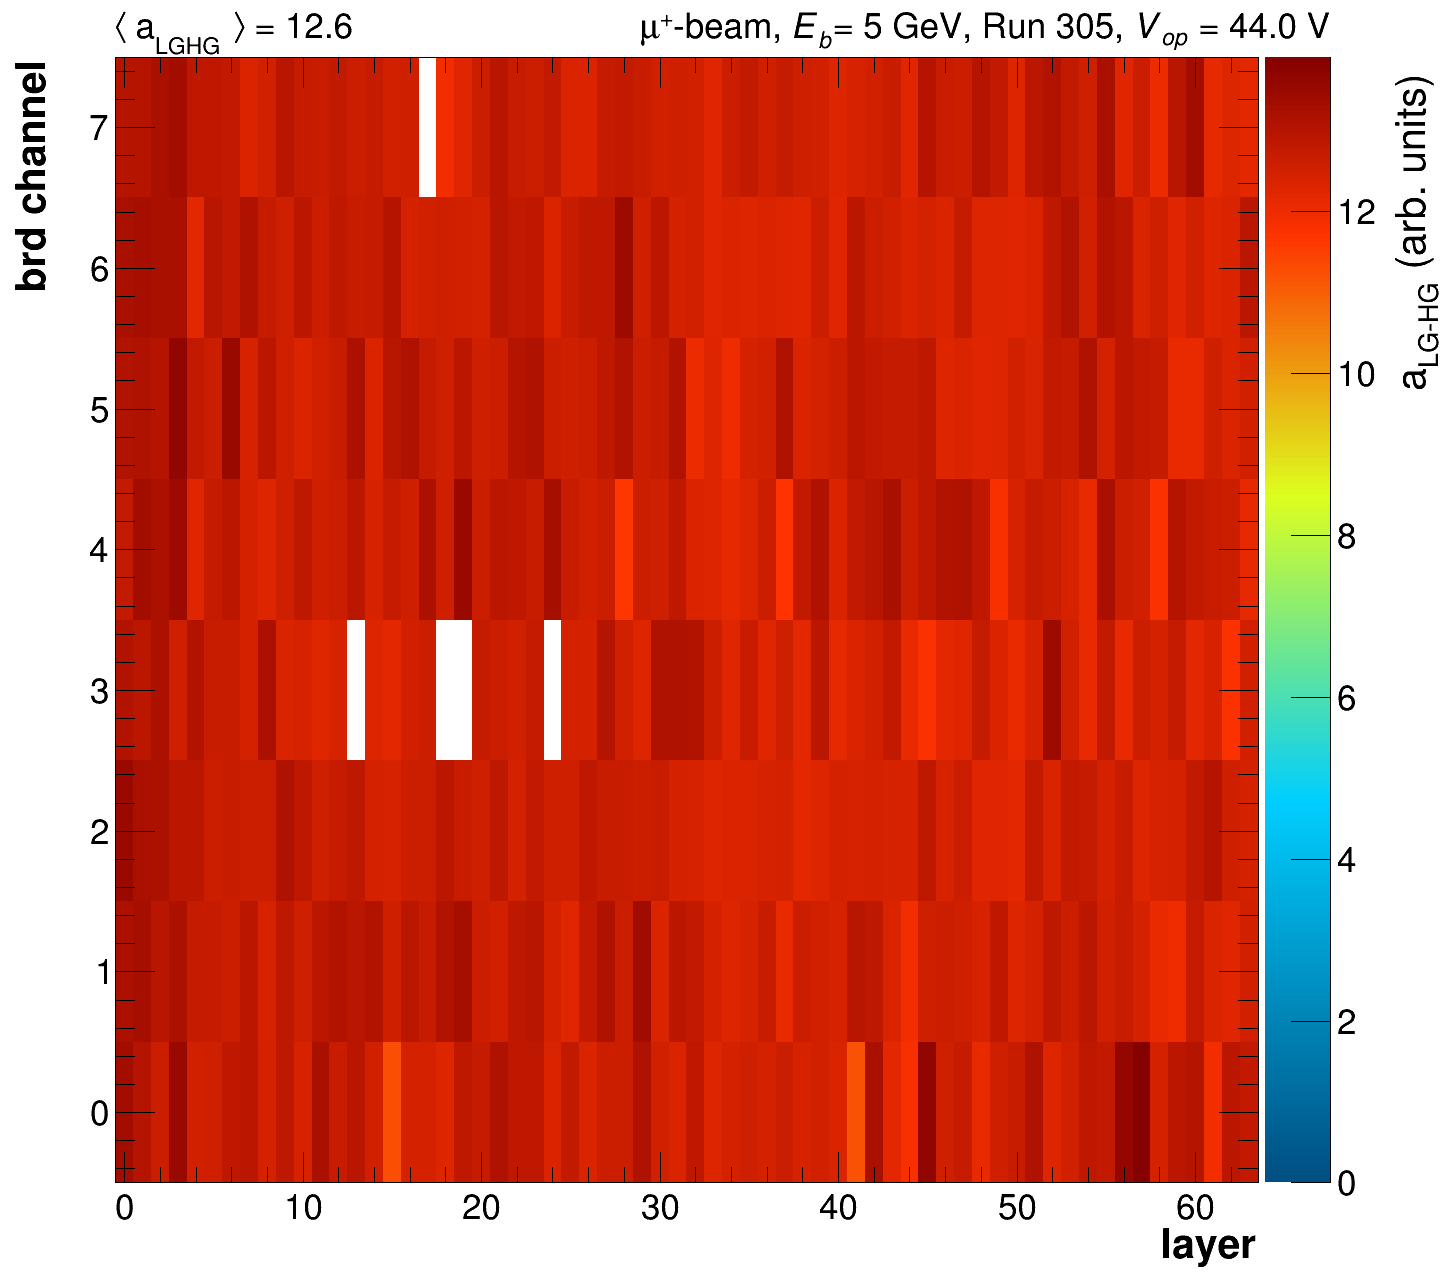 ⟨ a_LGHG ⟩ = 12.6
μ⁺-beam, E_b= 5 GeV, Run 305, V_op = 44.0 V
brd channel
7
6
5
4
3
2
1
0
0 10 20 30 40 50 60
layer
12
10
8
6
4
2
0
a_LG-HG (arb. units)